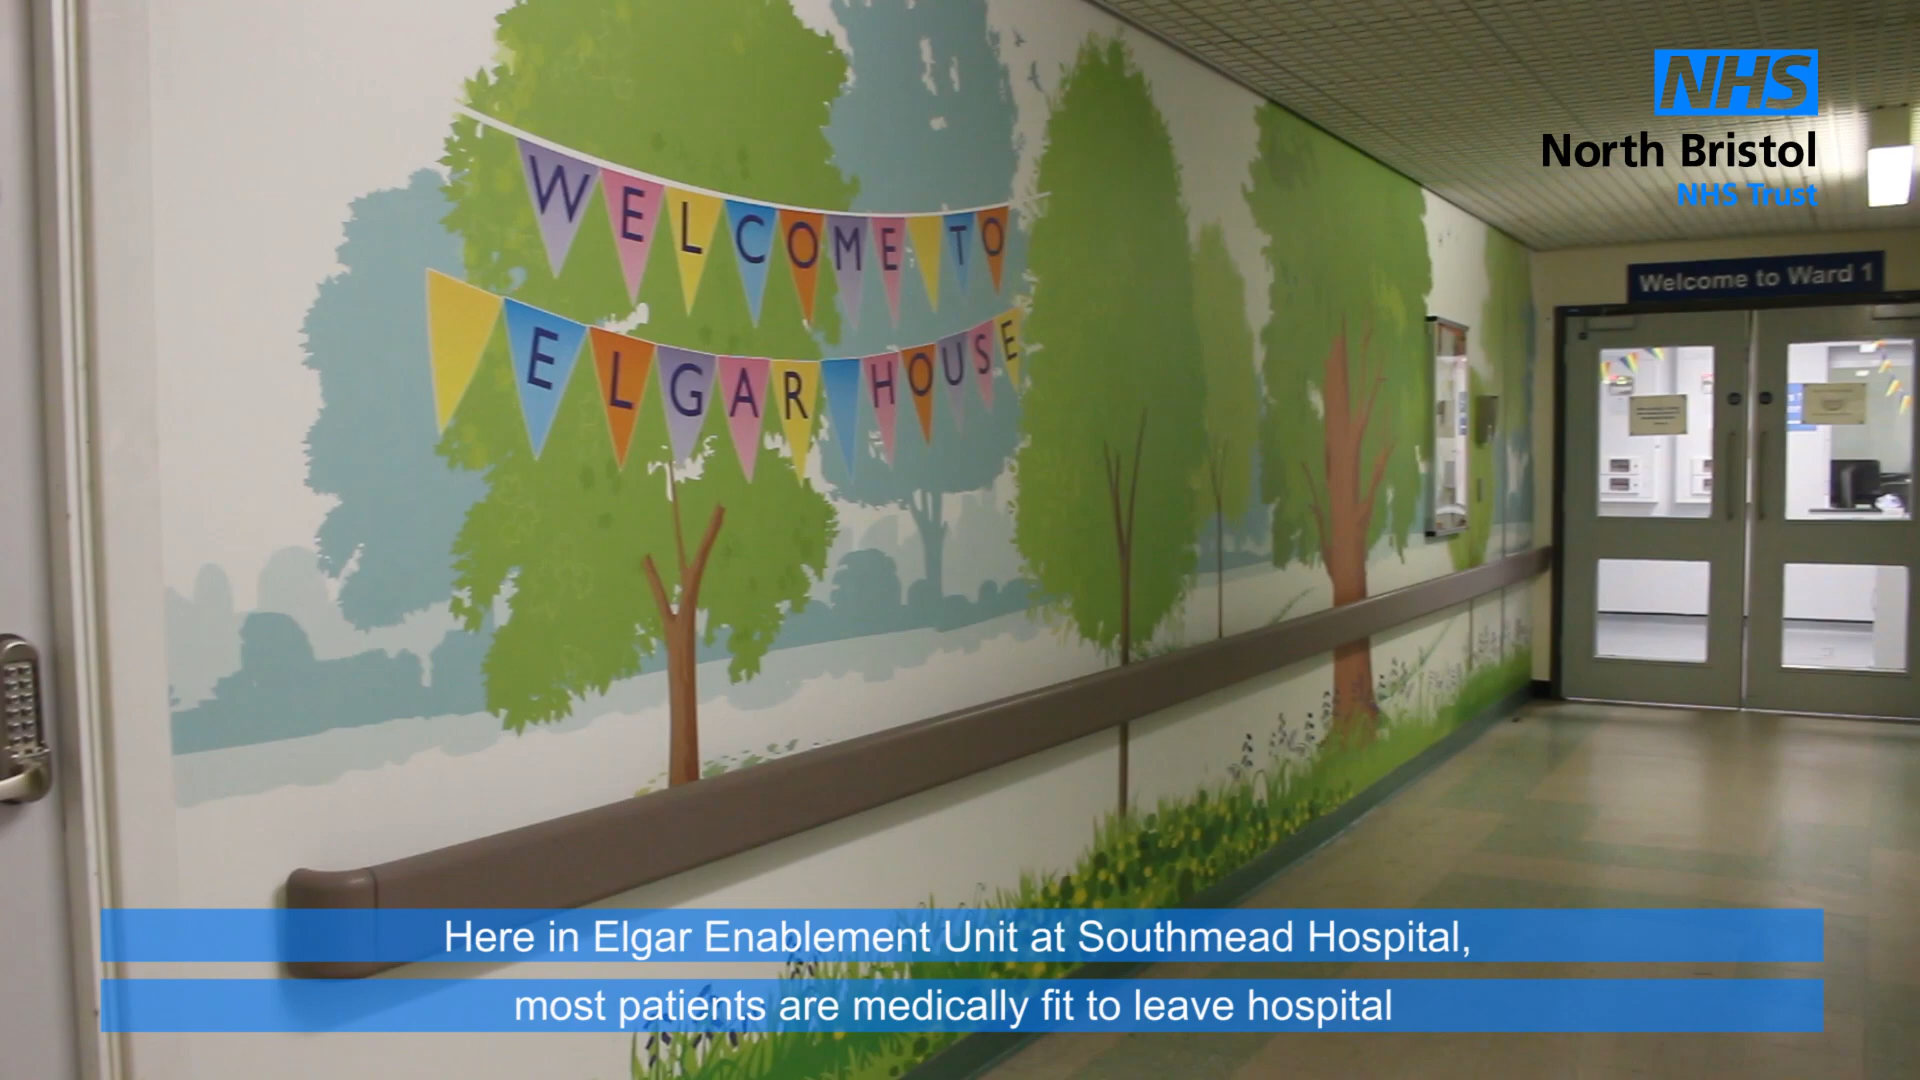 NHS
North Bristol
NHS Trust
WELCOME TO
ELGAR HOUSE
Welcome to Ward 1
Here in Elgar Enablement Unit at Southmead Hospital,
most patients are medically fit to leave hospital